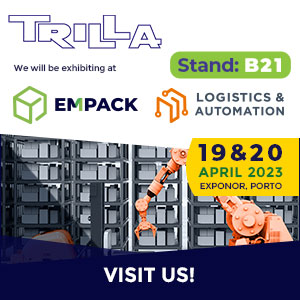 TRILLA
We will be exhibiting at
Stand: B21
EMPACK
LOGISTICS &
AUTOMATION
19 & 20
APRIL 2023
EXPONOR, PORTO
VISIT US!